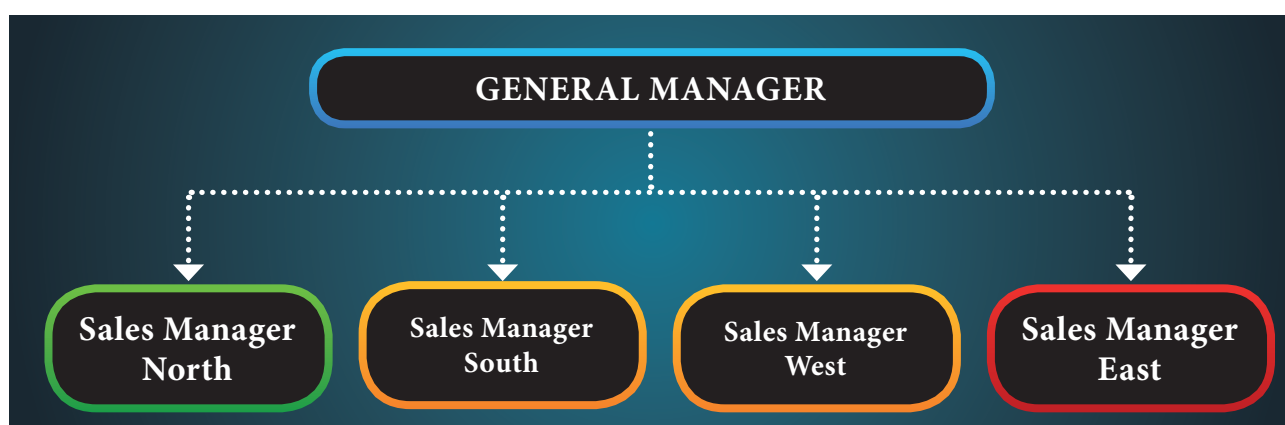 GENERAL MANAGER
Sales Manager
North
Sales Manager
South
Sales Manager
West
Sales Manager
East